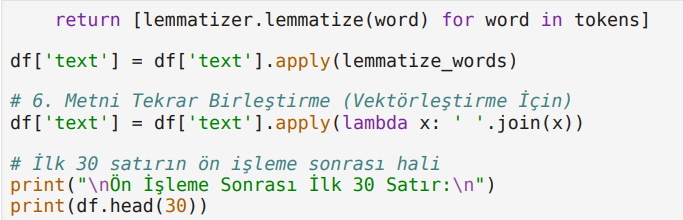 return [lemmatizer.lemmatize(word) for word in tokens]
df['text'] = df['text'].apply(lemmatize_words)
# 6. Metni Tekrar Birleştirme (Vektörleştirme İçin)
df['text'] = df['text'].apply(lambda x: ' '.join(x))
# İlk 30 satırın ön işleme sonrası hali
print("\nÖn İşleme Sonrası İlk 30 Satır:\n")
print(df.head(30))